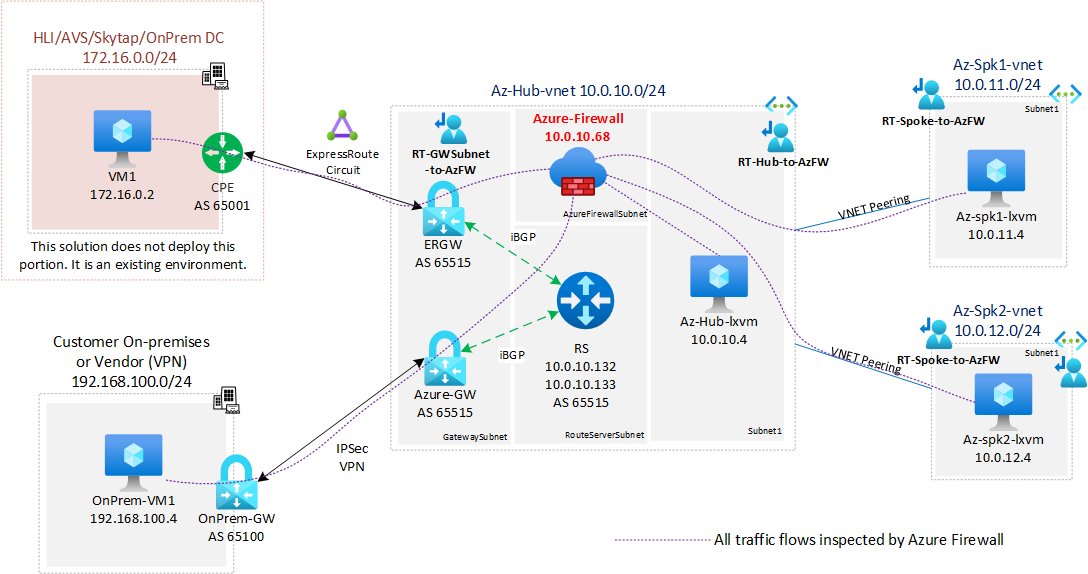 HLI/AVS/Skytap/OnPrem DC
172.16.0.0/24
VM1
172.16.0.2
CPE
AS 65001
This solution does not deploy this
portion. It is an existing environment.
ExpressRoute
Circuit
Customer On-premises
or Vendor (VPN)
192.168.100.0/24
OnPrem-VM1
192.168.100.4
OnPrem-GW
AS 65100
IPSec
VPN
Az-Hub-vnet 10.0.10.0/24
RT-GWSubnet
-to-AzFW
ERGW
AS 65515
Azure-GW
AS 65515
GatewaySubnet
Azure-Firewall
10.0.10.68
AzureFirewallSubnet
iBGP
iBGP
RS
10.0.10.132
10.0.10.133
AS 65515
RouteServerSubnet
RT-Hub-to-AzFW
Az-Hub-lxvm
10.0.10.4
Subnet1
VNET Peering
VNET Peering
Az-Spk1-vnet
10.0.11.0/24
Subnet1
RT-Spoke-to-AzFW
Az-spk1-lxvm
10.0.11.4
Az-Spk2-vnet
10.0.12.0/24
Subnet1
RT-Spoke-to-AzFW
Az-spk2-lxvm
10.0.12.4
All traffic flows inspected by Azure Firewall